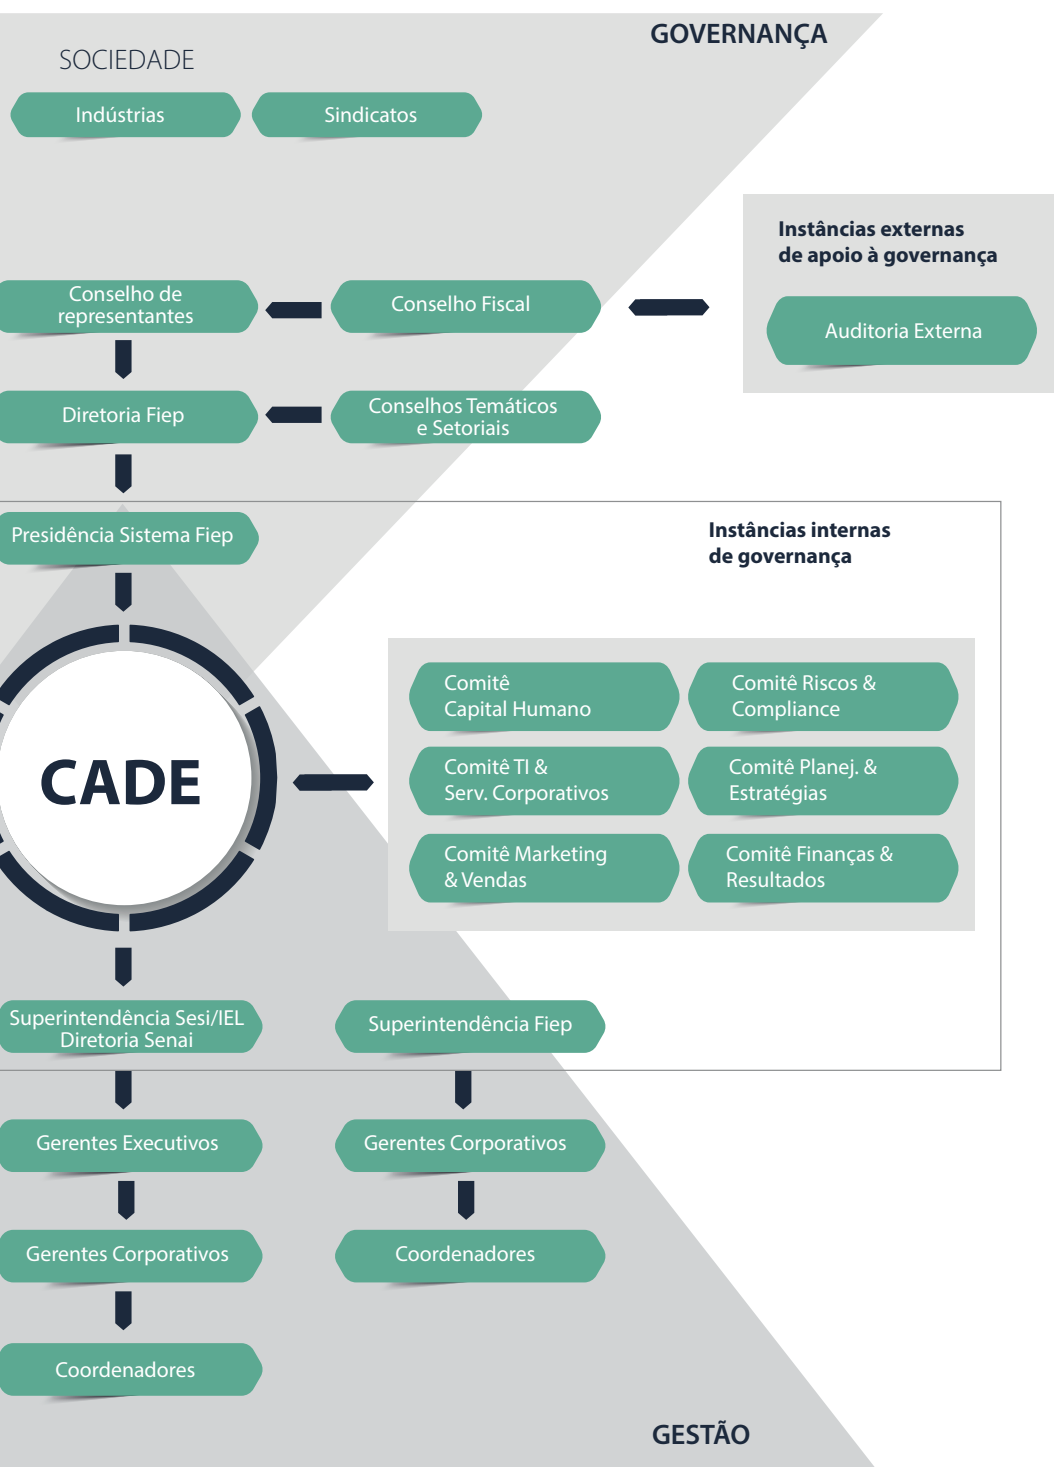 GOVERNANÇA
SOCIEDADE
Indústrias
Sindicatos
Instâncias externas
de apoio à governança
Auditoria Externa
Conselho de
representantes
Conselho Fiscal
Diretoria Fiep
Conselhos Temáticos
e Setoriais
Presidência Sistema Fiep
Instâncias internas
de governança
CADE
Comitê
Capital Humano
Comitê Riscos &
Compliance
Comitê TI &
Serv. Corporativos
Comitê Planej. &
Estratégias
Comitê Marketing
& Vendas
Comitê Finanças &
Resultados
Superintendência Sesi/IEL
Diretoria Senai
Superintendência Fiep
Gerentes Executivos
Gerentes Corporativos
Gerentes Corporativos
Coordenadores
Coordenadores
GESTÃO